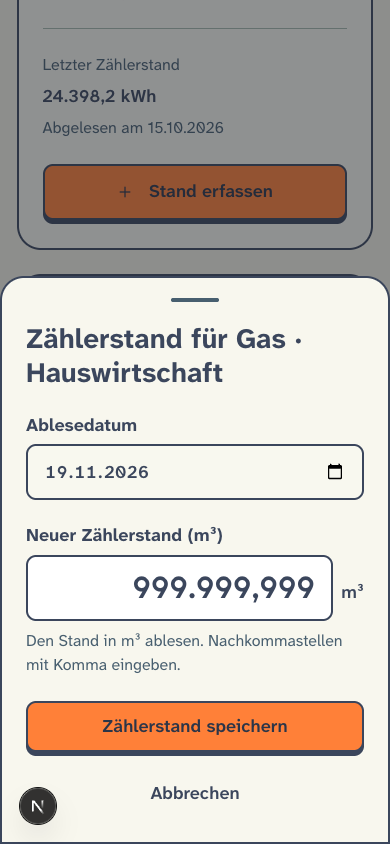 Letzter Zählerstand
24.398,2 kWh
Abgelesen am 15.10.2026
+ Stand erfassen
Zählerstand für Gas ·
Hauswirtschaft
Ablesedatum
19.11.2026
Neuer Zählerstand (m³)
999.999,999 m³
Den Stand in m³ ablesen. Nachkommastellen
mit Komma eingeben.
Zählerstand speichern
Abbrechen
N